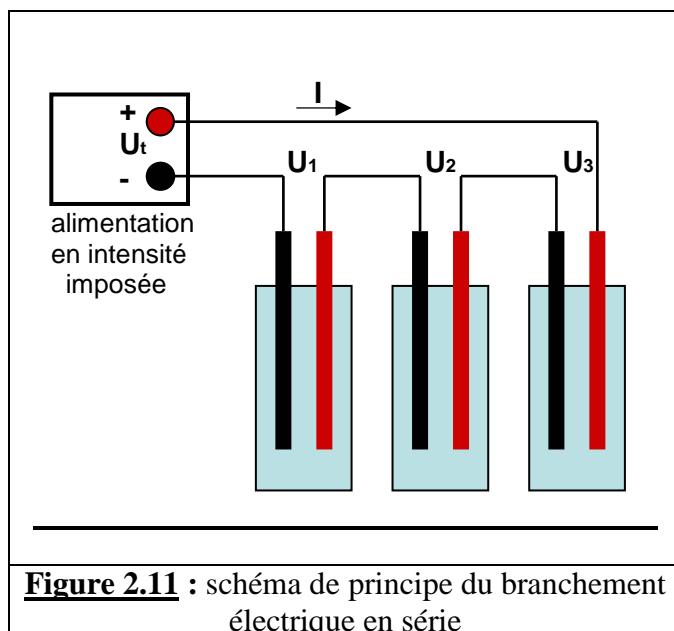 I
+
Ut
-
U1
U2
U3
alimentation
en intensité
imposée
Figure 2.11 : schéma de principe du branchement
électrique en série